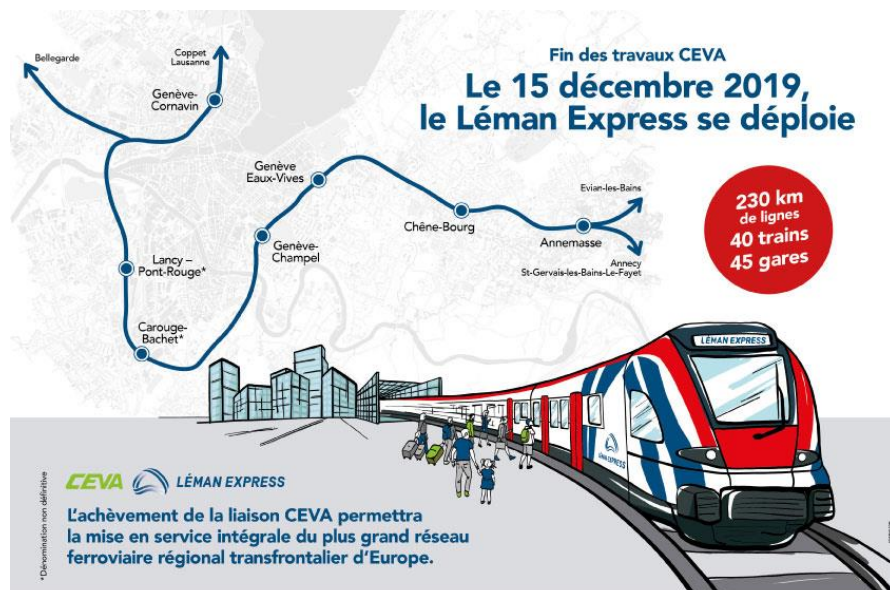 Fin des travaux CEVA
Le 15 décembre 2019,
le Léman Express se déploie
Bellegarde
Coppet
Lausanne
Genève-
Cornavin
Genève
Eaux-Vives
Genève-
Champel
Lancy –
Pont-Rouge*
Carouge-
Bachet*
Chêne-Bourg
Annemasse
Evian-les-Bains
Annecy
St-Gervais-les-Bains-Le-Fayet
230 km
de lignes
40 trains
45 gares
LÉMAN EXPRESS
LÉMAN EXPRESS
CEVA LÉMAN EXPRESS
L'achèvement de la liaison CEVA permettra
la mise en service intégrale du plus grand réseau
ferroviaire régional transfrontalier d'Europe.
*Dénomination non définitive